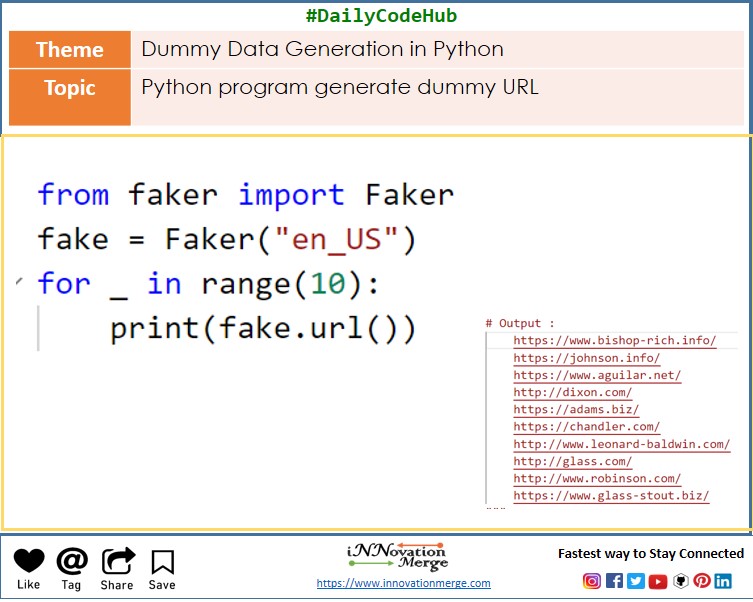 #DailyCodeHub
Theme Dummy Data Generation in Python
Topic Python program generate dummy URL
from faker import Faker
fake = Faker("en_US")
for _ in range(10):
    print(fake.url())
# Output :
https://www.bishop-rich.info/
https://johnson.info/
https://www.aguilar.net/
http://dixon.com/
https://adams.biz/
https://chandler.com/
http://www.leonard-baldwin.com/
http://glass.com/
http://www.robinson.com/
https://www.glass-stout.biz/
"""
Like Tag Share Save
iNNovation
Merge
https://www.innovationmerge.com
Fastest way to Stay Connected